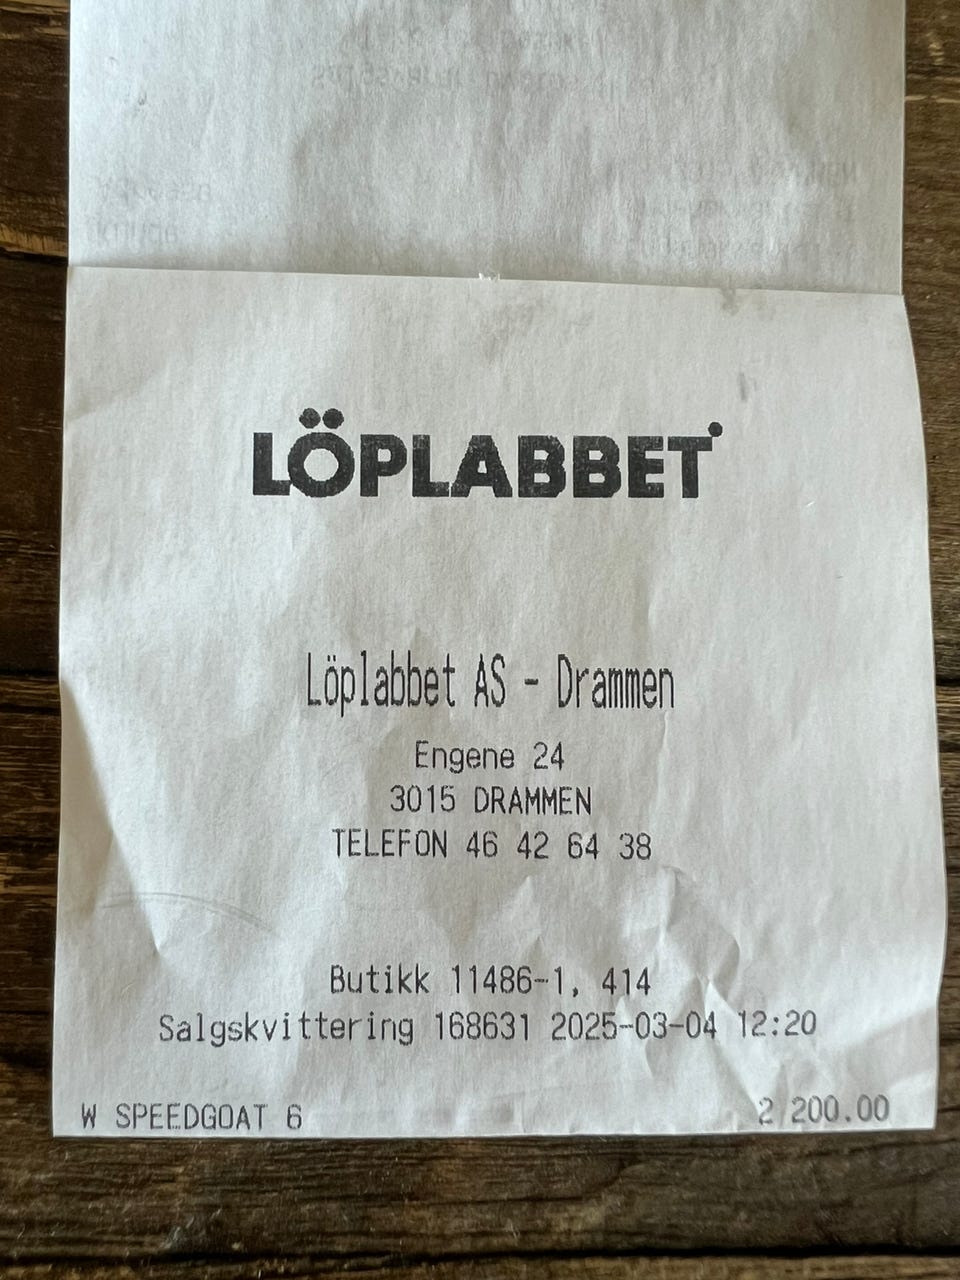 LÖPLABBET
Löplabbet AS - Drammen
Engene 24
3015 DRAMMEN
TELEFON 46 42 64 38
Butikk 11486-1, 414
Salgskvittering 168631 2025-03-04 12:20
W SPEEDGOAT 6 2 200.00